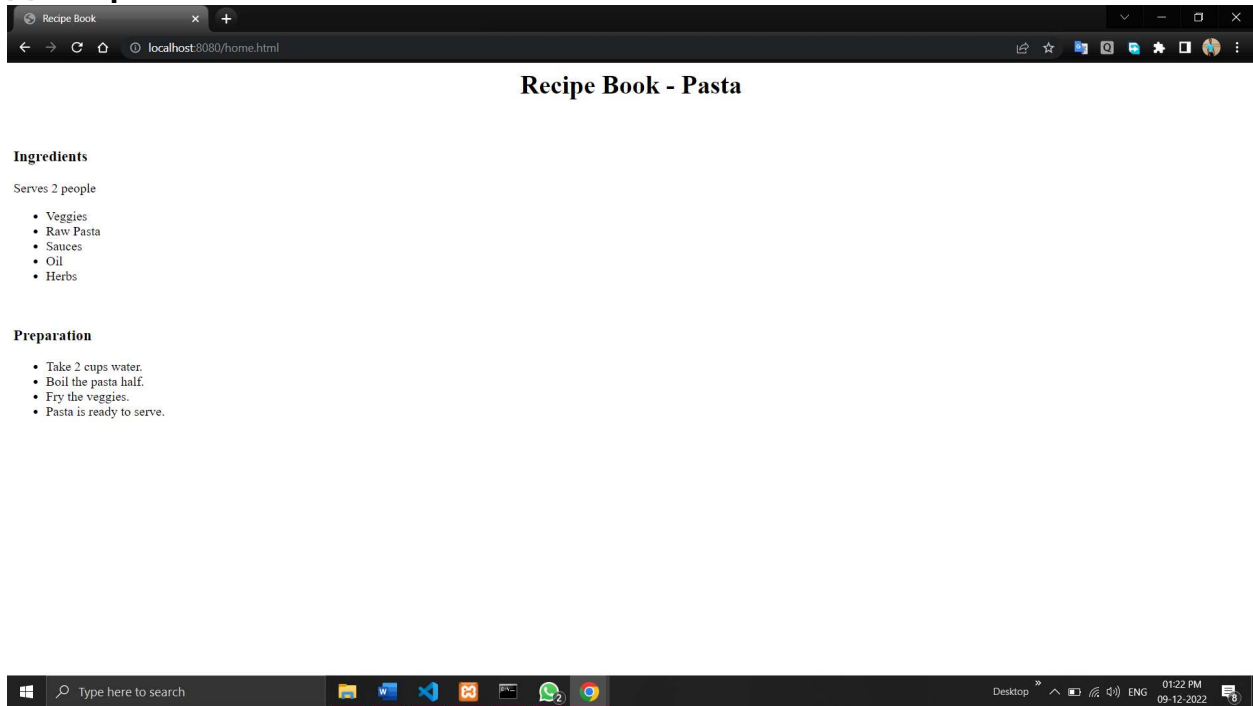 Recipe Book
localhost:8080/home.html
Recipe Book - Pasta
Ingredients
Serves 2 people
Veggies
Raw Pasta
Sauces
Oil
Herbs
Preparation
Take 2 cups water.
Boil the pasta half.
Fry the veggies.
Pasta is ready to serve.
Type here to search
Desktop
ENG
01:22 PM
09-12-2022
2
8